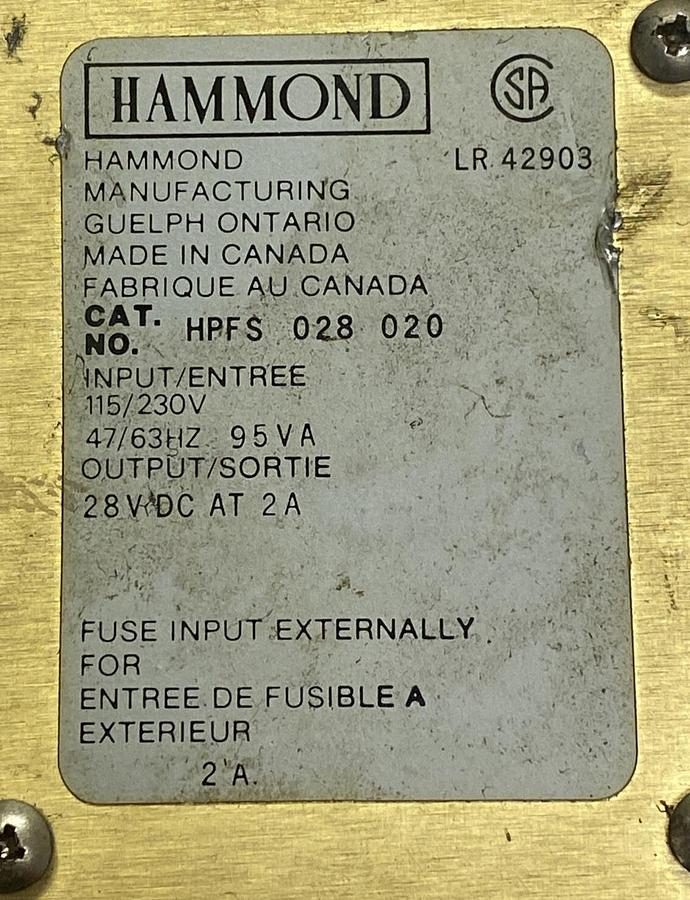 HAMMOND
CSA
HAMMOND LR 42903
MANUFACTURING
GUELPH ONTARIO
MADE IN CANADA
FABRIQUE AU CANADA
CAT. NO. HPFS 028 020
INPUT/ENTREE
115/230V
47/63HZ 95VA
OUTPUT/SORTIE
28V DC AT 2A
FUSE INPUT EXTERNALLY
FOR
ENTREE DE FUSIBLE A
EXTERIEUR
2 A.